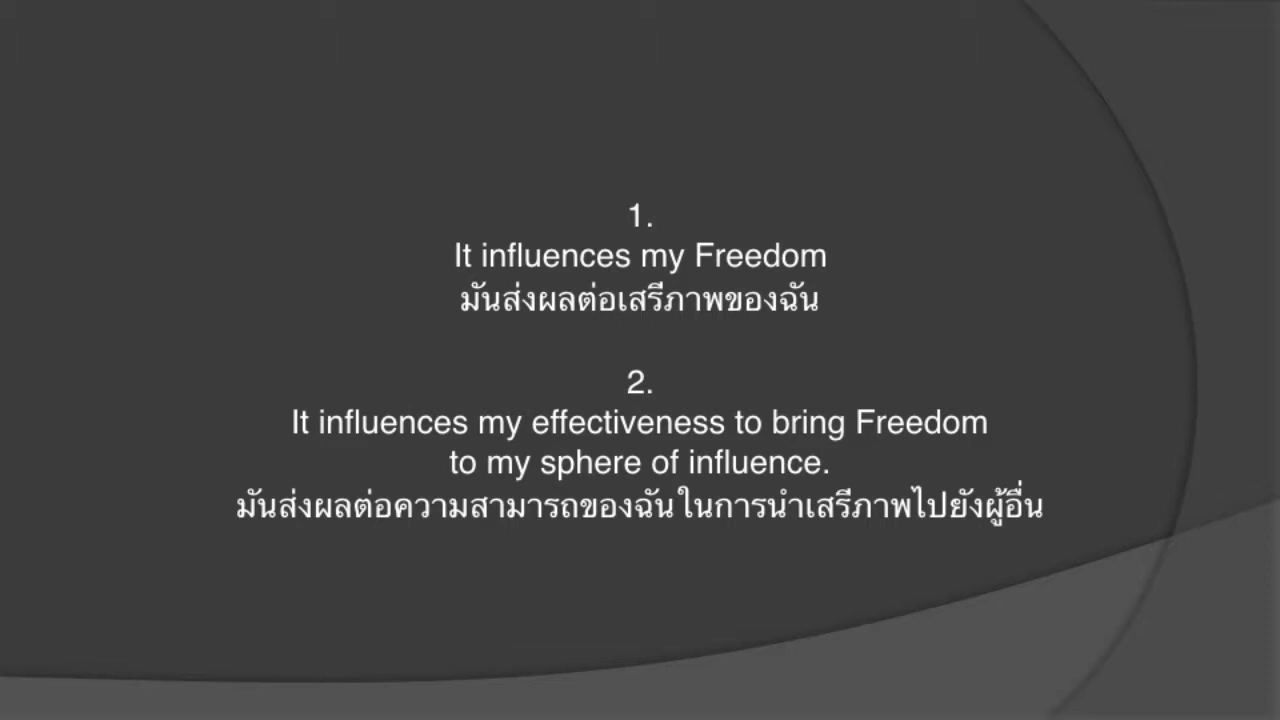 1.
It influences my Freedom
มันส่งผลต่อเสรีภาพของฉัน
2.
It influences my effectiveness to bring Freedom
to my sphere of influence.
มันส่งผลต่อความสามารถของฉันในการนำเสรีภาพไปยังผู้อื่น